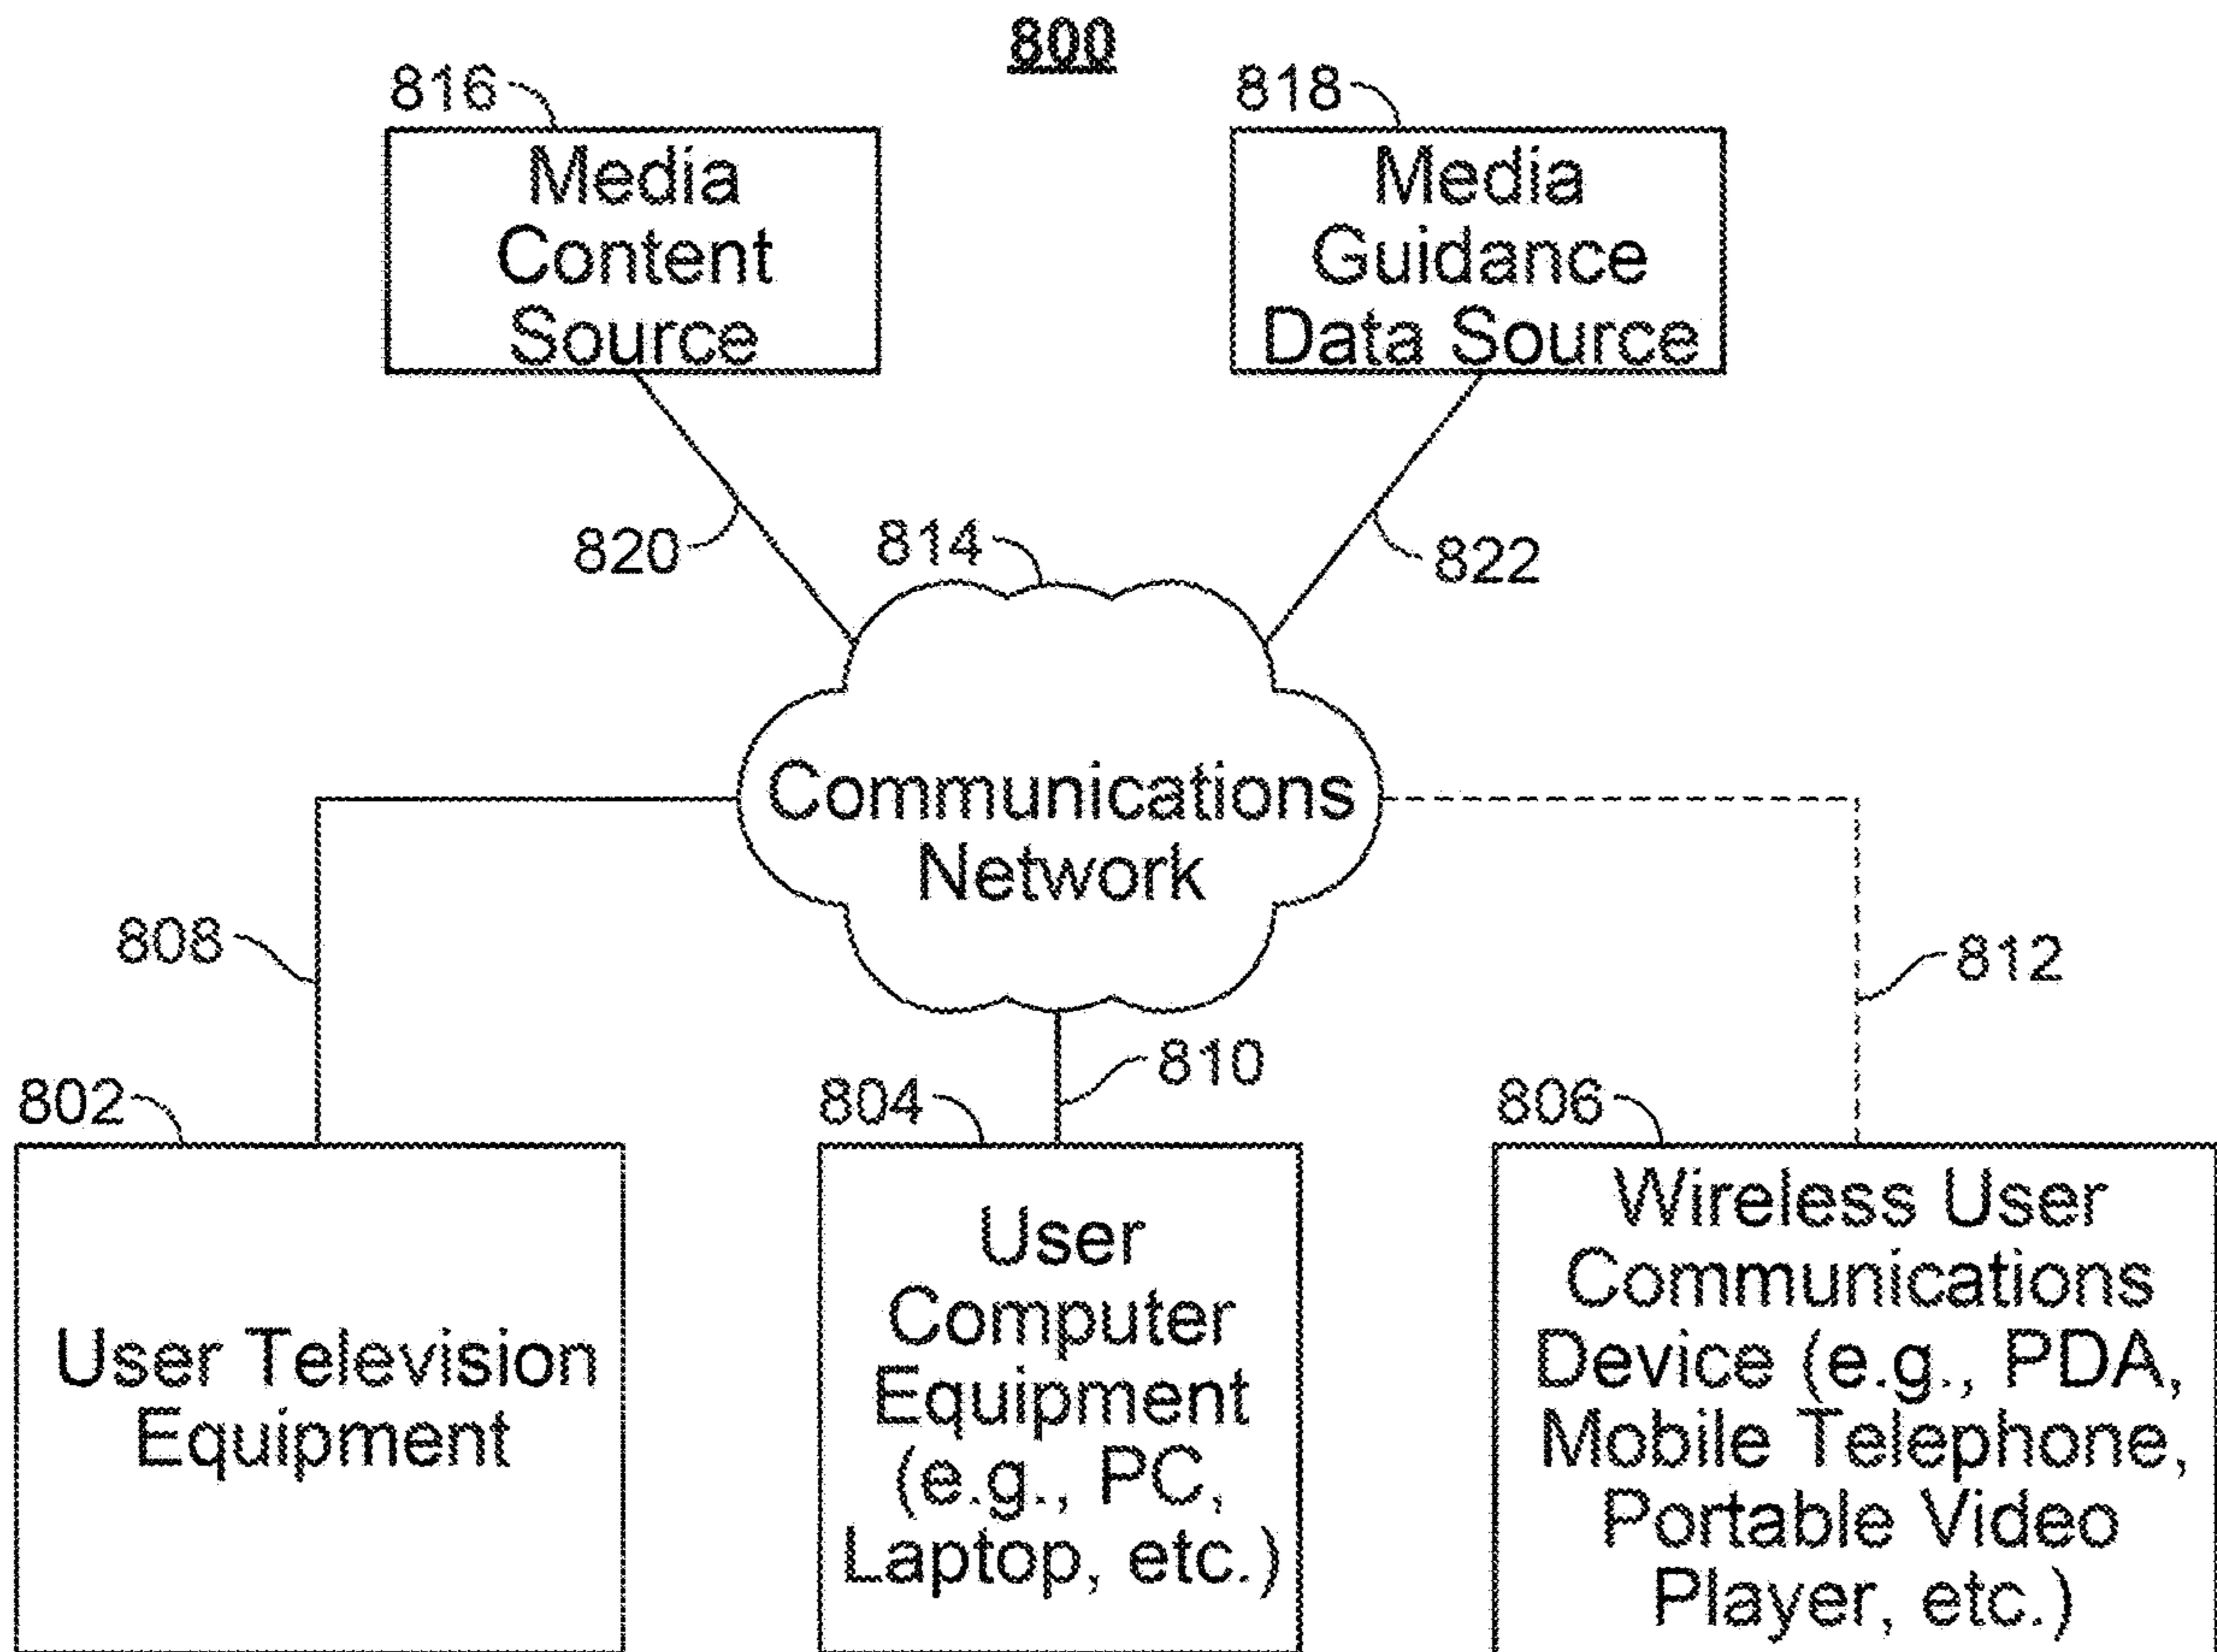 800
816
818
Media
Content
Source
Media
Guidance
Data Source
820
814
822
Communications
Network
808
812
810
802
804
806
User Television
Equipment
User
Computer
Equipment
(e.g., PC,
Laptop, etc.)
Wireless User
Communications
Device (e.g., PDA,
Mobile Telephone,
Portable Video
Player, etc.)